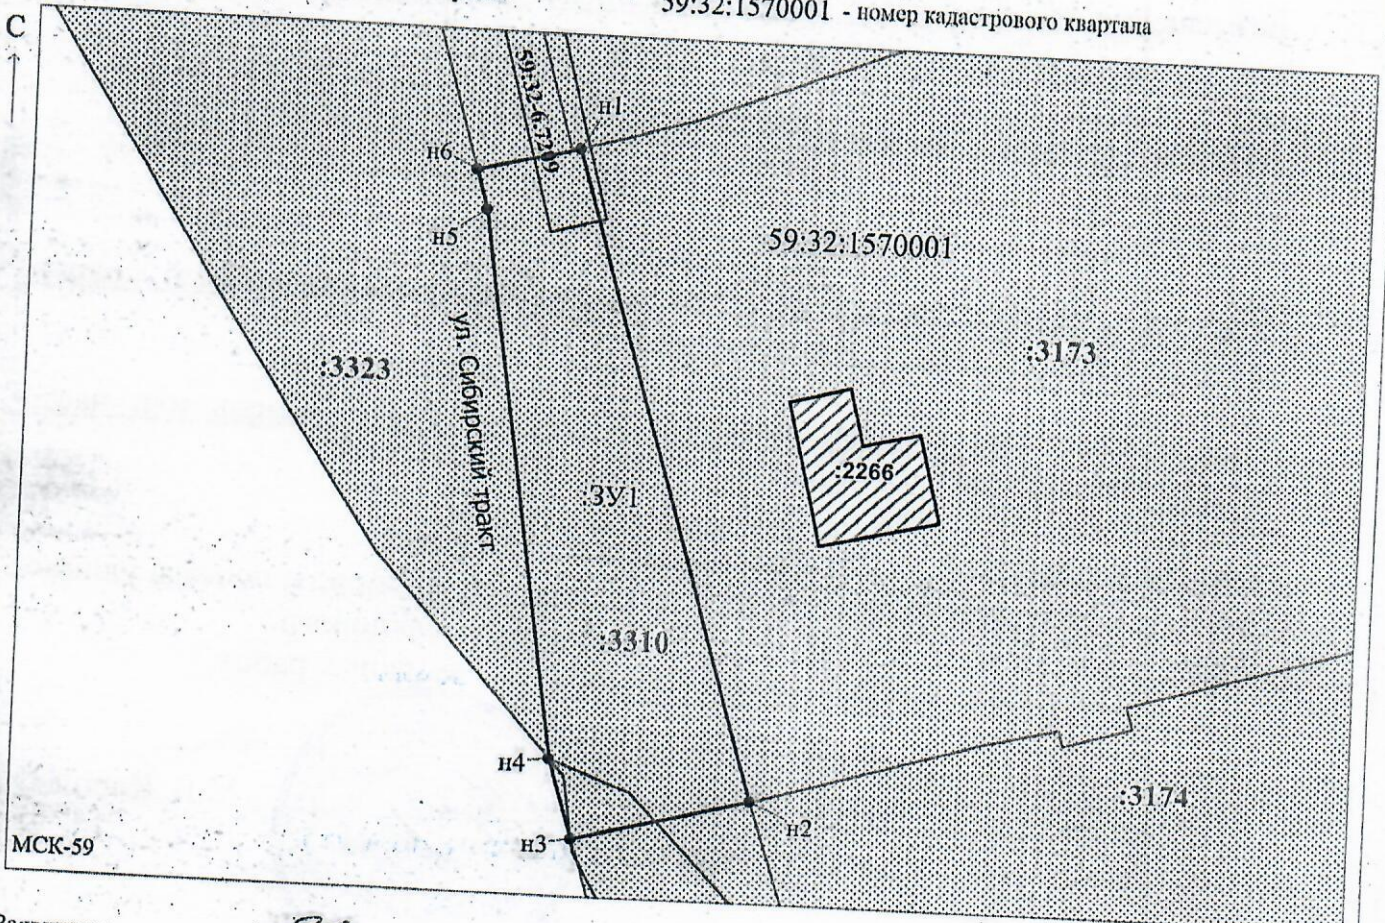 59:32:1570001 - номер кадастрового квартала
С
59:32-6.7209
н1
н6
н5
59:32:1570001
ул. Сибирский тракт
:3323
:3173
:2266
:ЗУ1
:3310
н4
:3174
н2
н3
МСК-59